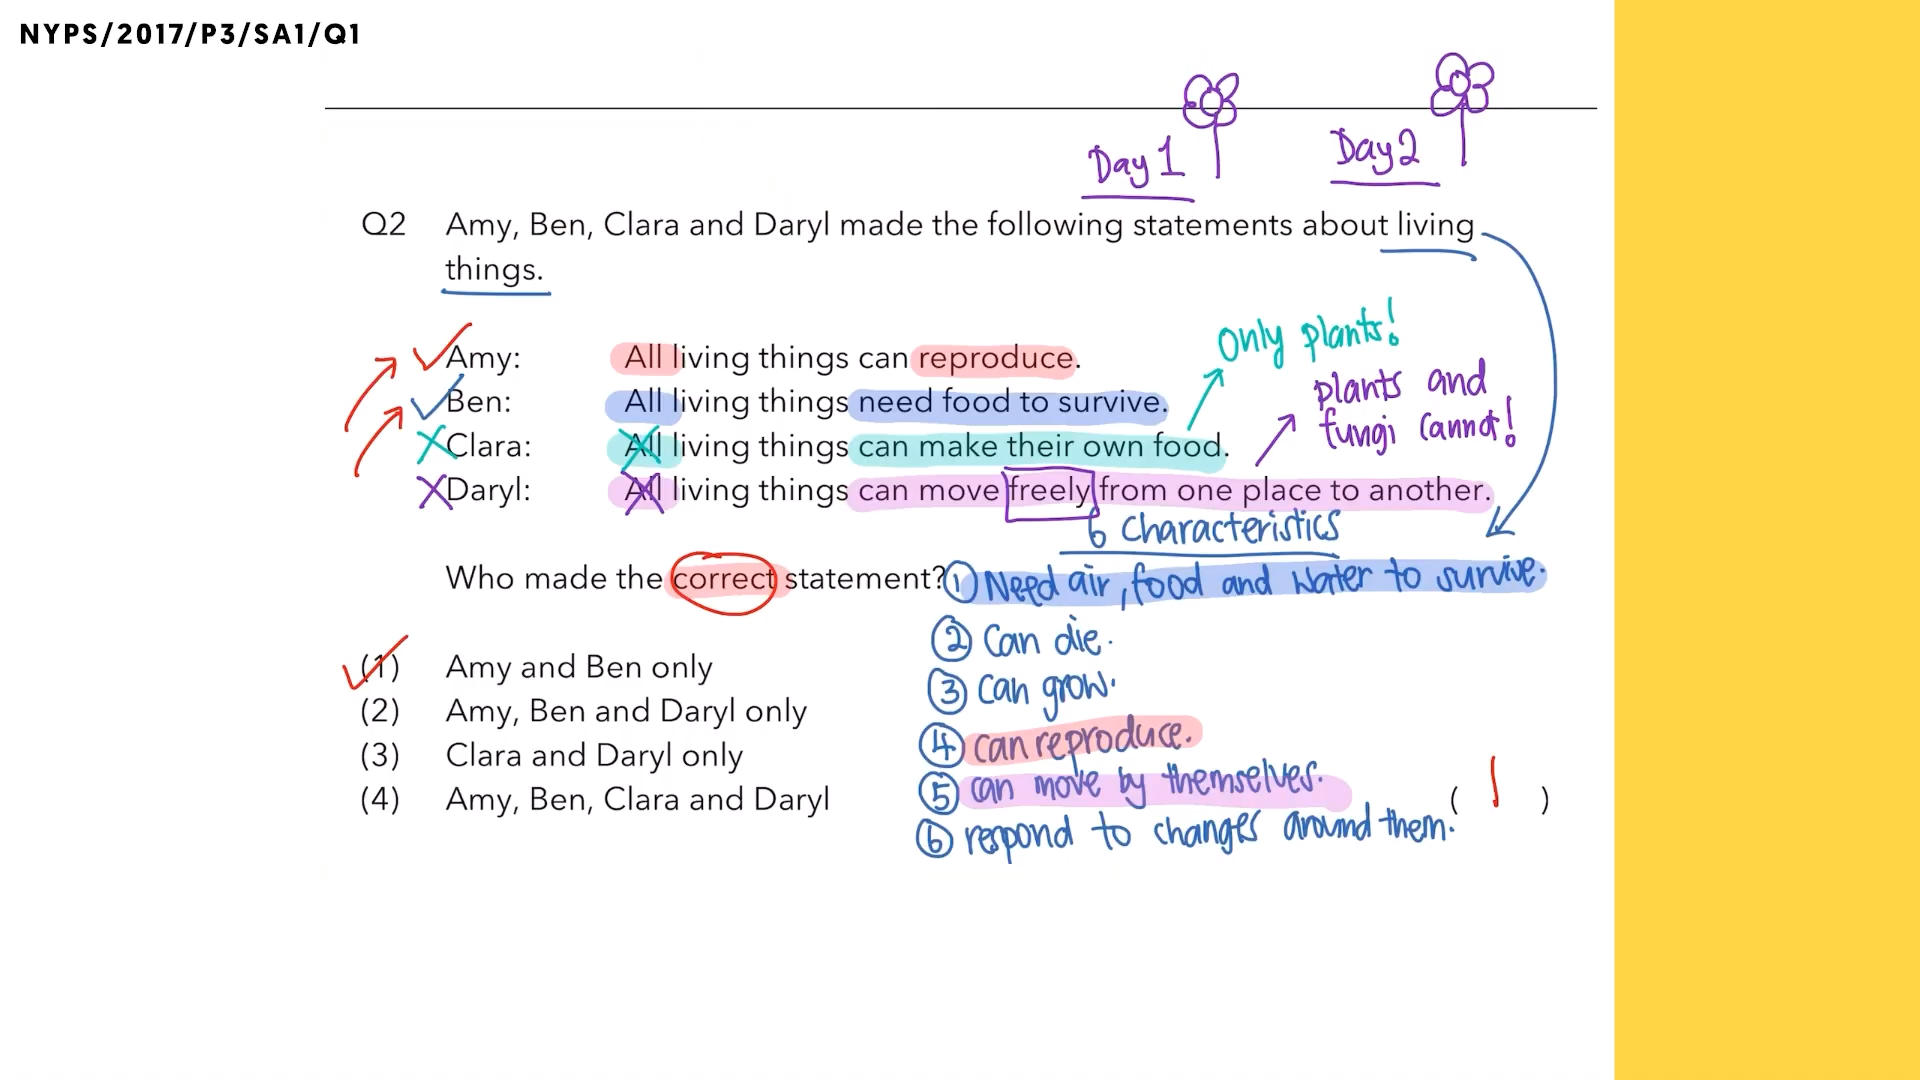 NYPS/2017/P3/SA1/Q1
Day 1
Day 2
Q2 Amy, Ben, Clara and Daryl made the following statements about living
things.
only plants!
Amy: All living things can reproduce.
plants and
fungi cannot!
Ben: All living things need food to survive.
Clara: All living things can make their own food.
Daryl: All living things can move freely from one place to another.
6 Characteristics
Who made the correct statement?
① Need air, food and water to survive.
② Can die.
③ Can grow.
④ can reproduce.
⑤ can move by themselves.
⑥ respond to changes around them.
(1) Amy and Ben only
(2) Amy, Ben and Daryl only
(3) Clara and Daryl only
(4) Amy, Ben, Clara and Daryl
( 1 )